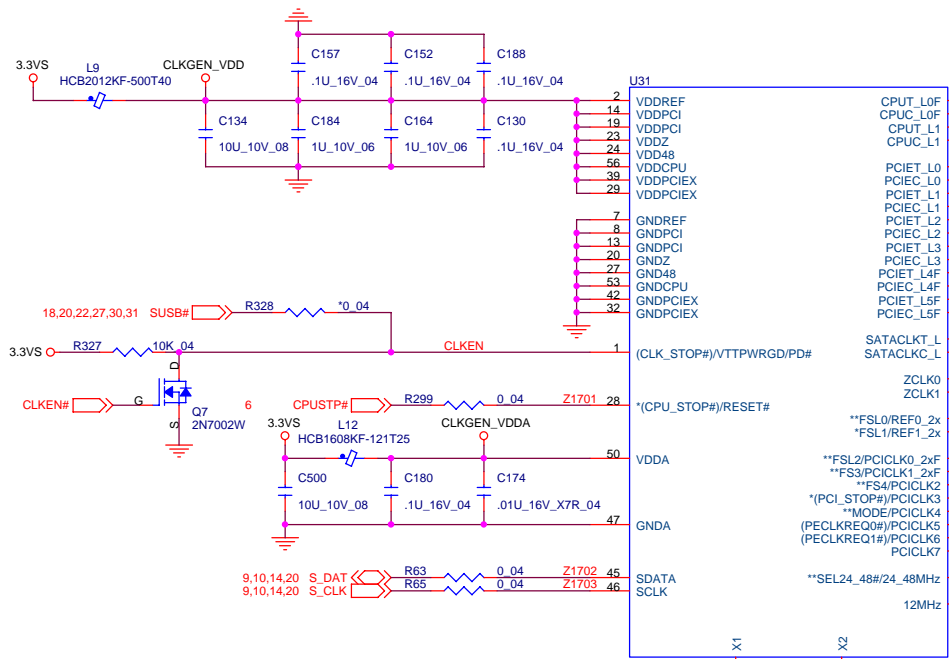 C157 C152 C188
.1U_16V_04 .1U_16V_04 .1U_16V_04
3.3VS L9 CLKGEN_VDD
HCB2012KF-500T40
U31
C134 C184 C164 C130
10U_10V_08 1U_10V_06 1U_10V_06 .1U_16V_04
2 VDDREF CPUT_L0F
14 VDDPCI CPUC_L0F
19 VDDPCI CPUT_L1
23 VDDZ CPUC_L1
24 VDD48
56 VDDCPU PCIET_L0
39 VDDPCIEX PCIEC_L0
29 VDDPCIEX PCIET_L1
PCIEC_L1
7 GNDREF PCIET_L2
8 GNDPCI PCIEC_L2
13 GNDPCI PCIET_L3
20 GNDZ PCIEC_L3
27 GND48 PCIET_L4F
53 GNDCPU PCIEC_L4F
42 GNDPCIEX PCIET_L5F
32 GNDPCIEX PCIEC_L5F
18,20,22,27,30,31 SUSB# R328 *0_04
SATACLKT_L
3.3VS R327 10K_04 CLKEN 1 (CLK_STOP#)/VTTPWRGD/PD# SATACLKC_L
D
ZCLK0
ZCLK1
CLKEN# G Q7 6 CPUSTP# R299 0_04 Z1701 28 *(CPU_STOP#)/RESET#
S 2N7002W
**FSL0/REF0_2x
*FSL1/REF1_2x
3.3VS L12 CLKGEN_VDDA
HCB1608KF-121T25
50 VDDA **FSL2/PCICLK0_2xF
**FS3/PCICLK1_2xF
**FS4/PCICLK2
C500 C180 C174
10U_10V_08 .1U_16V_04 .01U_16V_X7R_04
*(PCI_STOP#)/PCICLK3
**MODE/PCICLK4
47 GNDA (PECLKREQ0#)/PCICLK5
(PECLKREQ1#)/PCICLK6
PCICLK7
9,10,14,20 S_DAT R63 0_04 Z1702 45 SDATA **SEL24_48#/24_48MHz
9,10,14,20 S_CLK R65 0_04 Z1703 46 SCLK
12MHz
X1 X2